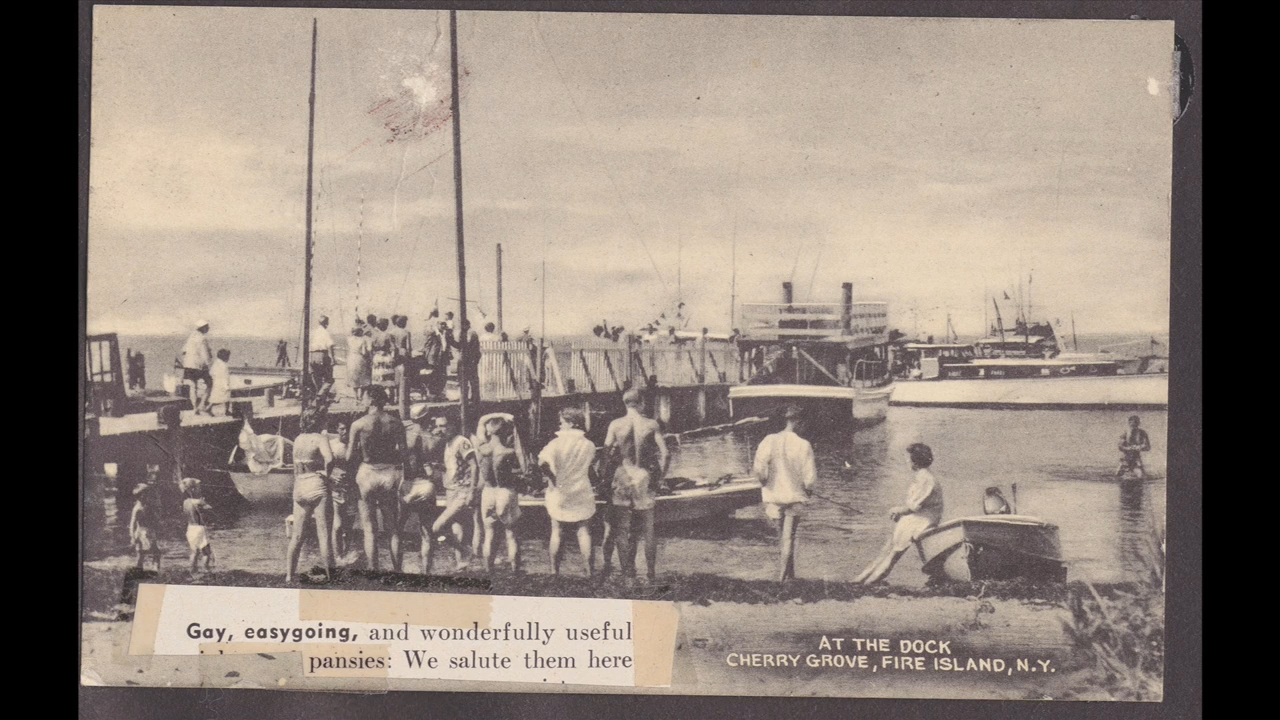 Gay, easygoing, and wonderfully useful
pansies: We salute them here
AT THE DOCK
CHERRY GROVE, FIRE ISLAND, N.Y.